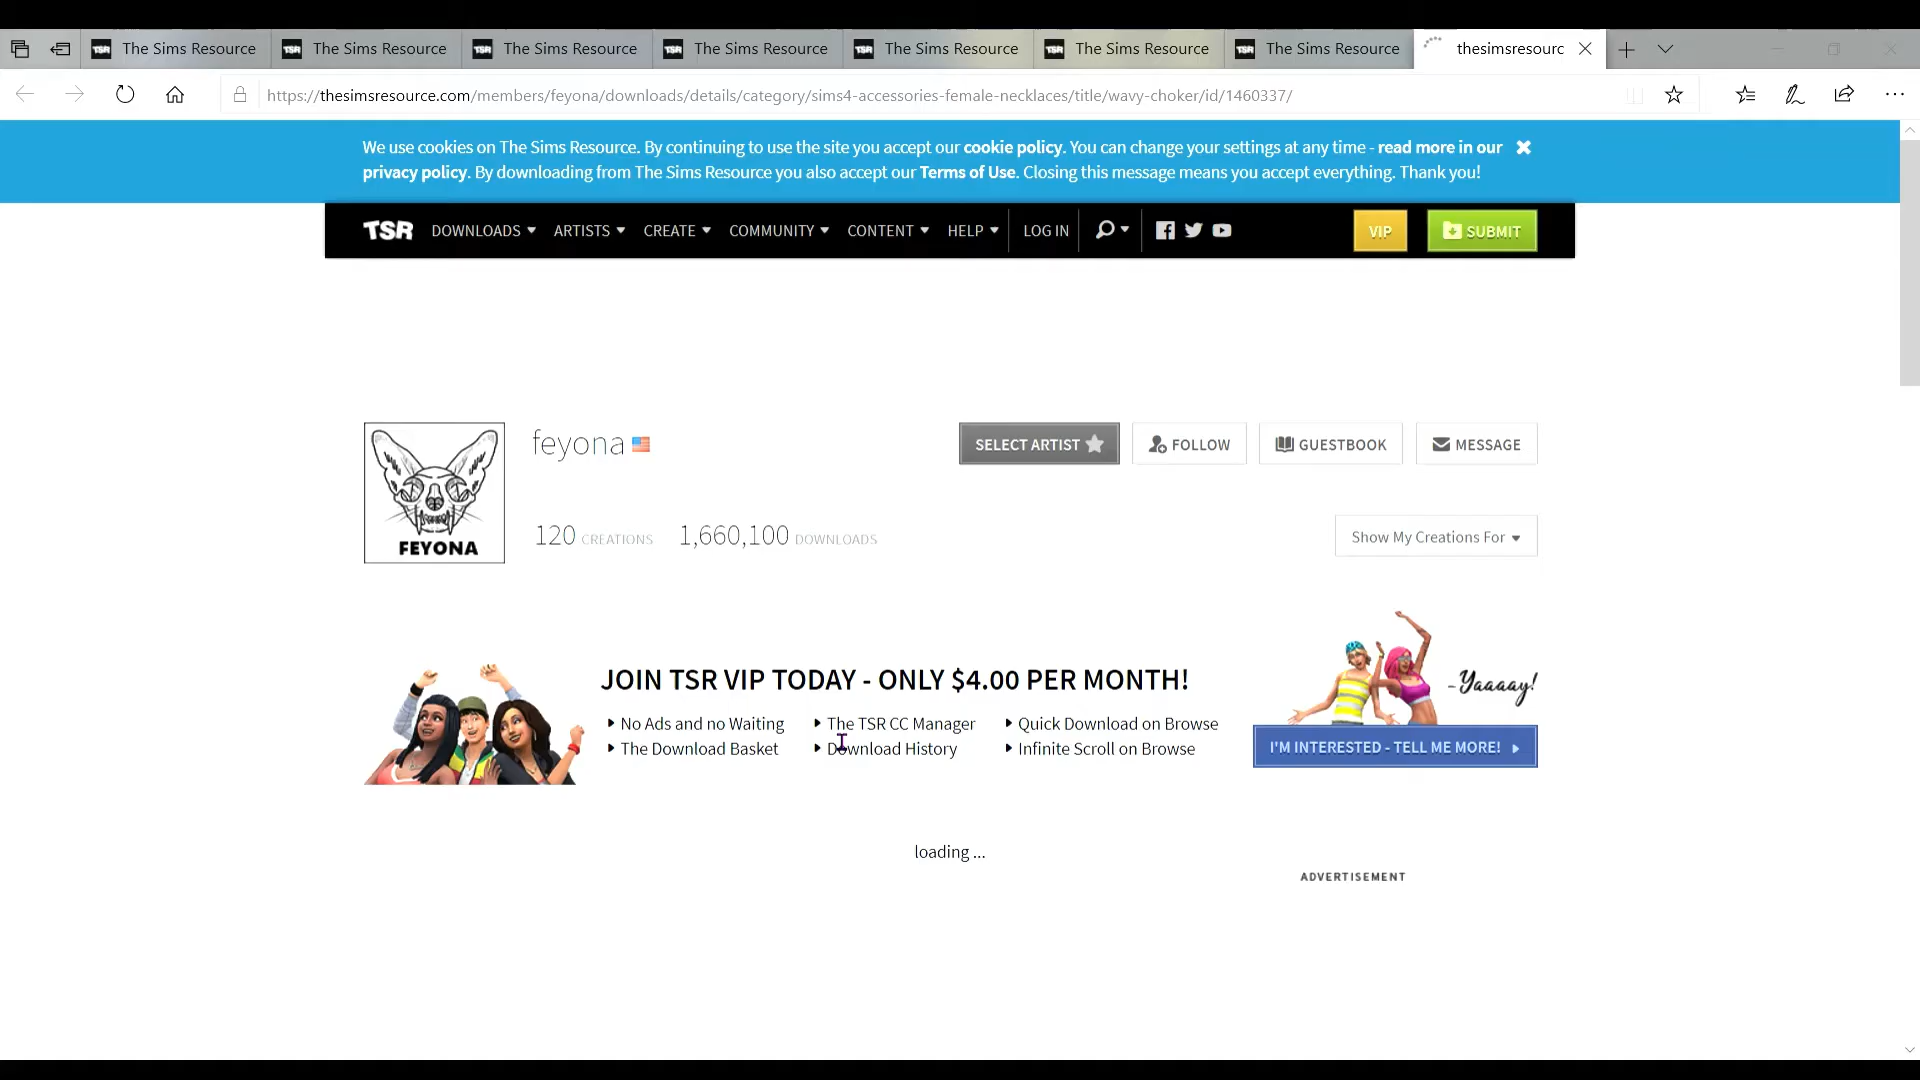 The Sims Resource
The Sims Resource
The Sims Resource
The Sims Resource
The Sims Resource
The Sims Resource
The Sims Resource
thesimsresourc
https://thesimsresource.com/members/feyona/downloads/details/category/sims4-accessories-female-necklaces/title/wavy-choker/id/1460337/
We use cookies on The Sims Resource. By continuing to use the site you accept our cookie policy. You can change your settings at any time - read more in our
privacy policy. By downloading from The Sims Resource you also accept our Terms of Use. Closing this message means you accept everything. Thank you!
TSR DOWNLOADS ARTISTS CREATE COMMUNITY CONTENT HELP LOG IN VIP SUBMIT
feyona
SELECT ARTIST FOLLOW GUESTBOOK MESSAGE
FEYONA
120 CREATIONS 1,660,100 DOWNLOADS
Show My Creations For
JOIN TSR VIP TODAY - ONLY $4.00 PER MONTH!
No Ads and no Waiting
The TSR CC Manager
Quick Download on Browse
The Download Basket
Download History
Infinite Scroll on Browse
-Yaaaay!
I'M INTERESTED - TELL ME MORE!
loading ...
ADVERTISEMENT